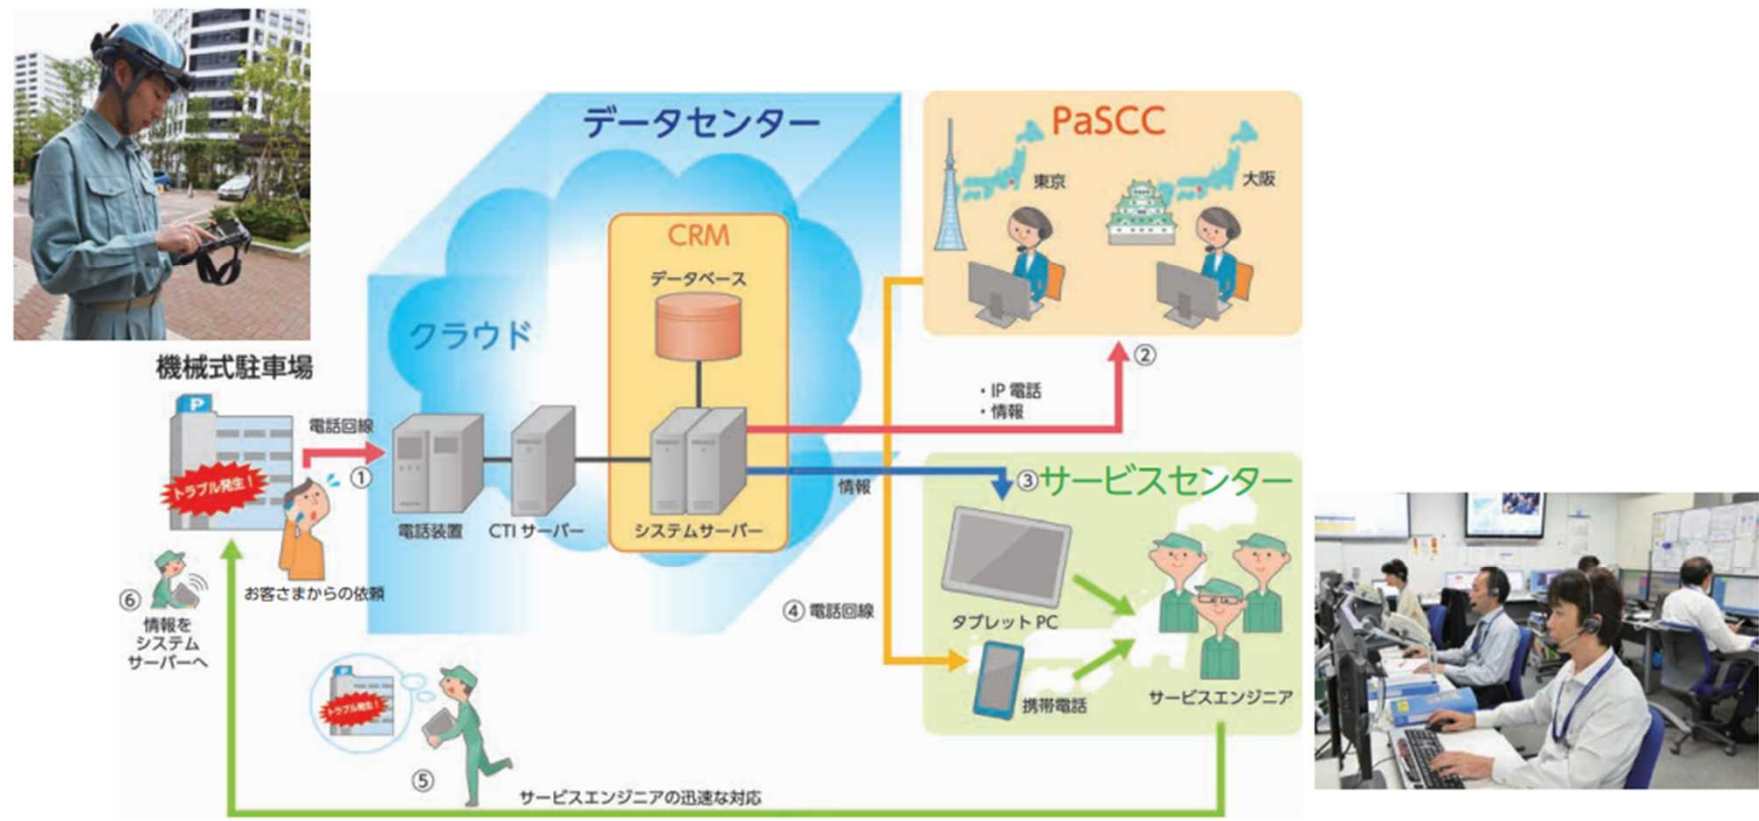 データセンター
PaSCC
東京
大阪
CRM
データベース
クラウド
機械式駐車場
P
電話回線
①
トラブル発生！
お客さまからの依頼
電話装置
CTI サーバー
システムサーバー
・IP 電話
・情報
②
情報
③サービスセンター
タブレット PC
④ 電話回線
携帯電話
サービスエンジニア
⑥
情報を
システム
サーバーへ
トラブル発生！
⑤
サービスエンジニアの迅速な対応